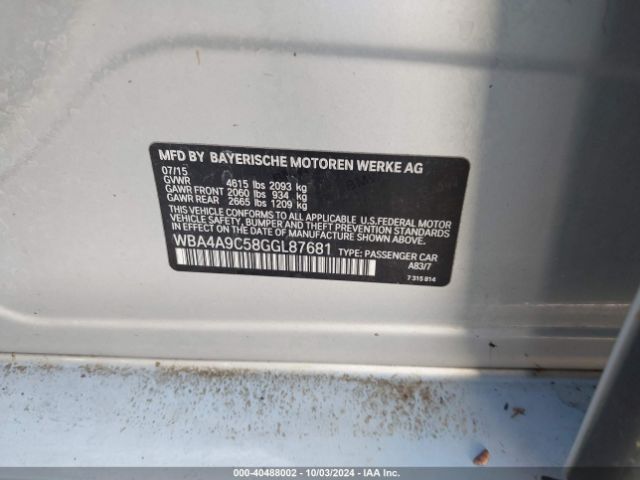 MFD BY BAYERISCHE MOTOREN WERKE AG
07/15
GVWR 4615 lbs 2093 kg
GAWR FRONT 2060 lbs 934 kg
GAWR REAR 2665 lbs 1209 kg
THIS VEHICLE CONFORMS TO ALL APPLICABLE U.S.FEDERAL MOTOR
VEHICLE SAFETY, BUMPER AND THEFT PREVENTION STANDARDS
IN EFFECT ON THE DATE OF MANUFACTURE SHOWN ABOVE.
WBA4A9C58GGL87681 TYPE: PASSENGER CAR
A83/7
7 315 814
000-40488002 - 10/03/2024 - IAA Inc.